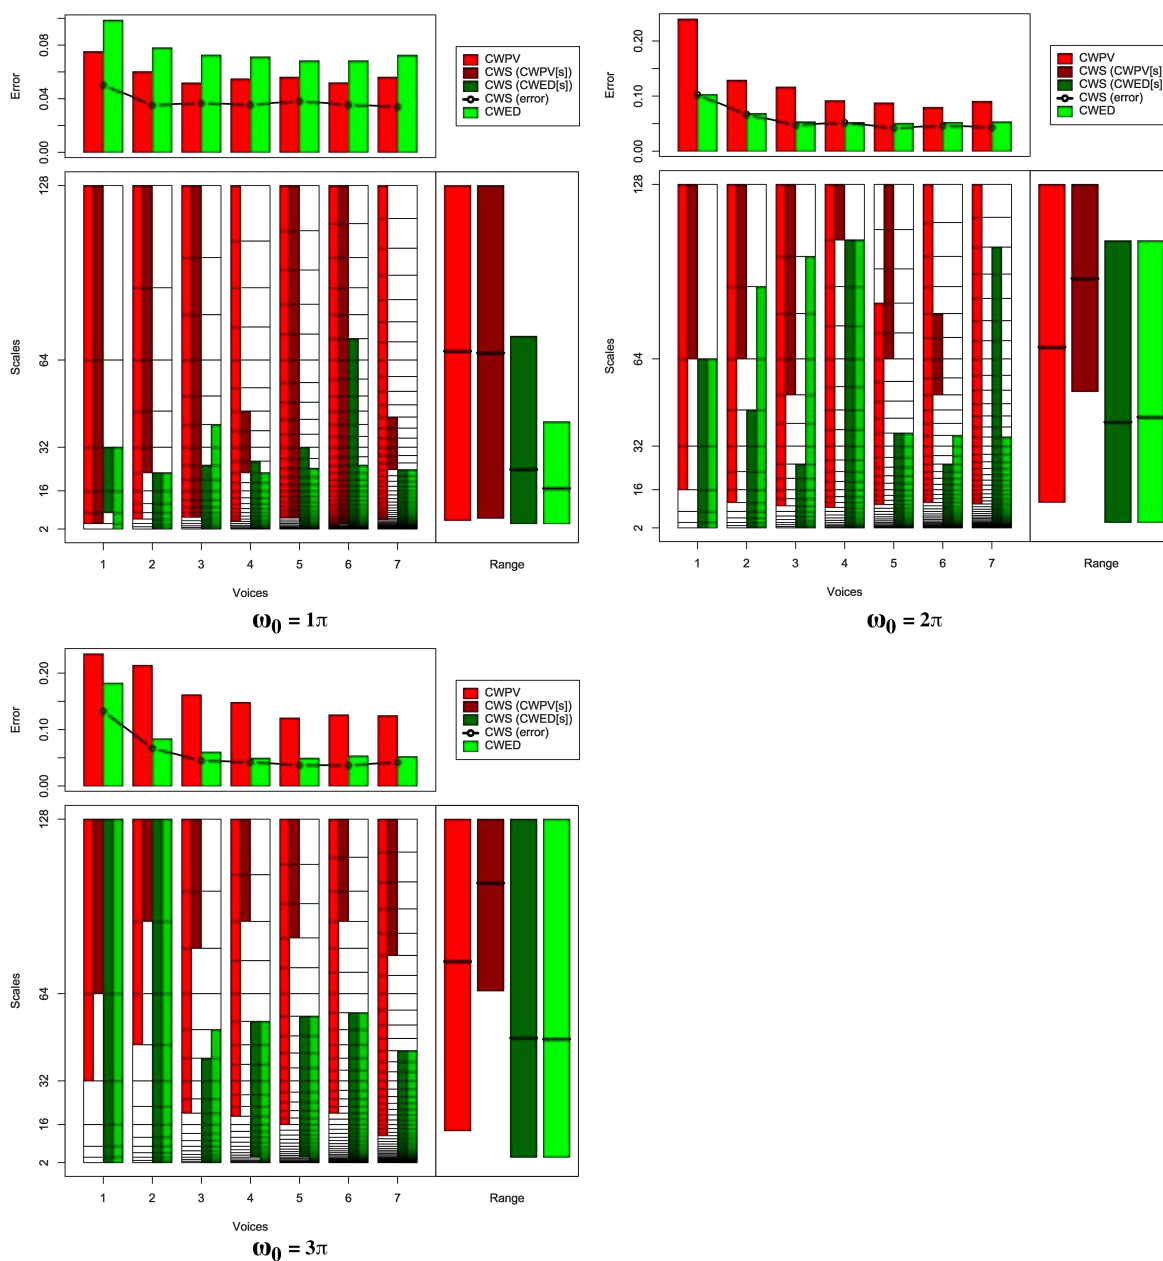 Error
0.00
0.04
0.08
CWPV
CWS (CWPV[s])
CWS (CWED[s])
CWS (error)
CWED
Scales
128
64
32
16
2
1 2 3 4 5 6 7
Voices
Range
ω0 = 1π
Error
0.00
0.10
0.20
CWPV
CWS (CWPV[s])
CWS (CWED[s]
CWS (error)
CWED
Scales
128
64
32
16
2
1 2 3 4 5 6 7
Voices
Range
ω0 = 2π
Error
0.00
0.10
0.20
CWPV
CWS (CWPV[s])
CWS (CWED[s])
CWS (error)
CWED
Scales
128
64
32
16
2
1 2 3 4 5 6 7
Voices
Range
ω0 = 3π